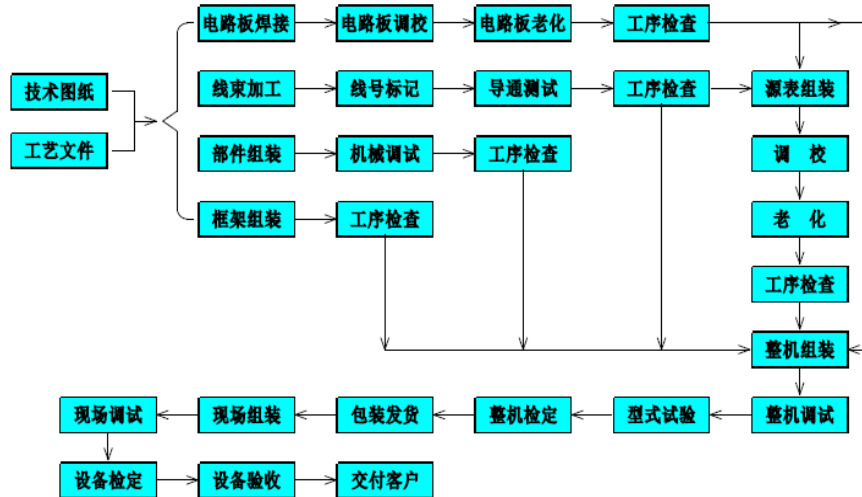 电路板焊接
电路板调校
电路板老化
工序检查
技术图纸
线束加工
线号标记
导通测试
工序检查
源表组装
工艺文件
部件组装
机械调试
工序检查
调 校
框架组装
工序检查
老 化
工序检查
整机组装
现场调试
现场组装
包装发货
整机检定
型式试验
整机调试
设备检定
设备验收
交付客户